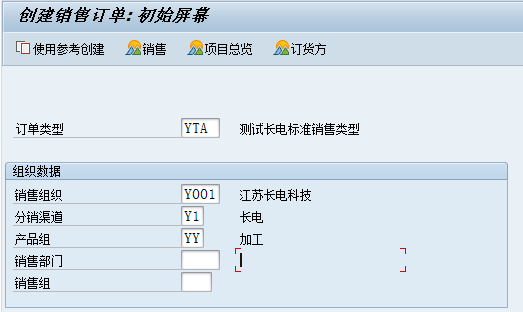 创建销售订单:初始屏幕
使用参考创建 销售 项目总览 订货方
订单类型 YTA 测试长电标准销售类型
组织数据
销售组织 Y001 江苏长电科技
分销渠道 Y1 长电
产品组 YY 加工
销售部门
销售组